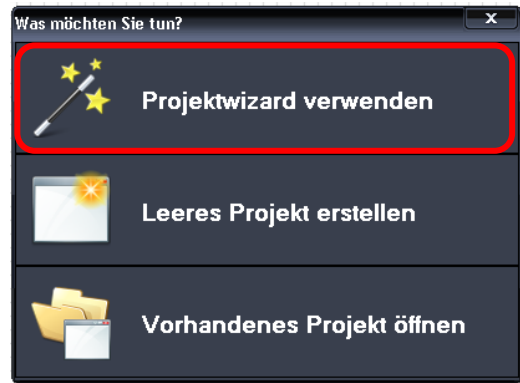 Was möchten Sie tun?
x
Projektwizard verwenden
Leeres Projekt erstellen
Vorhandenes Projekt öffnen